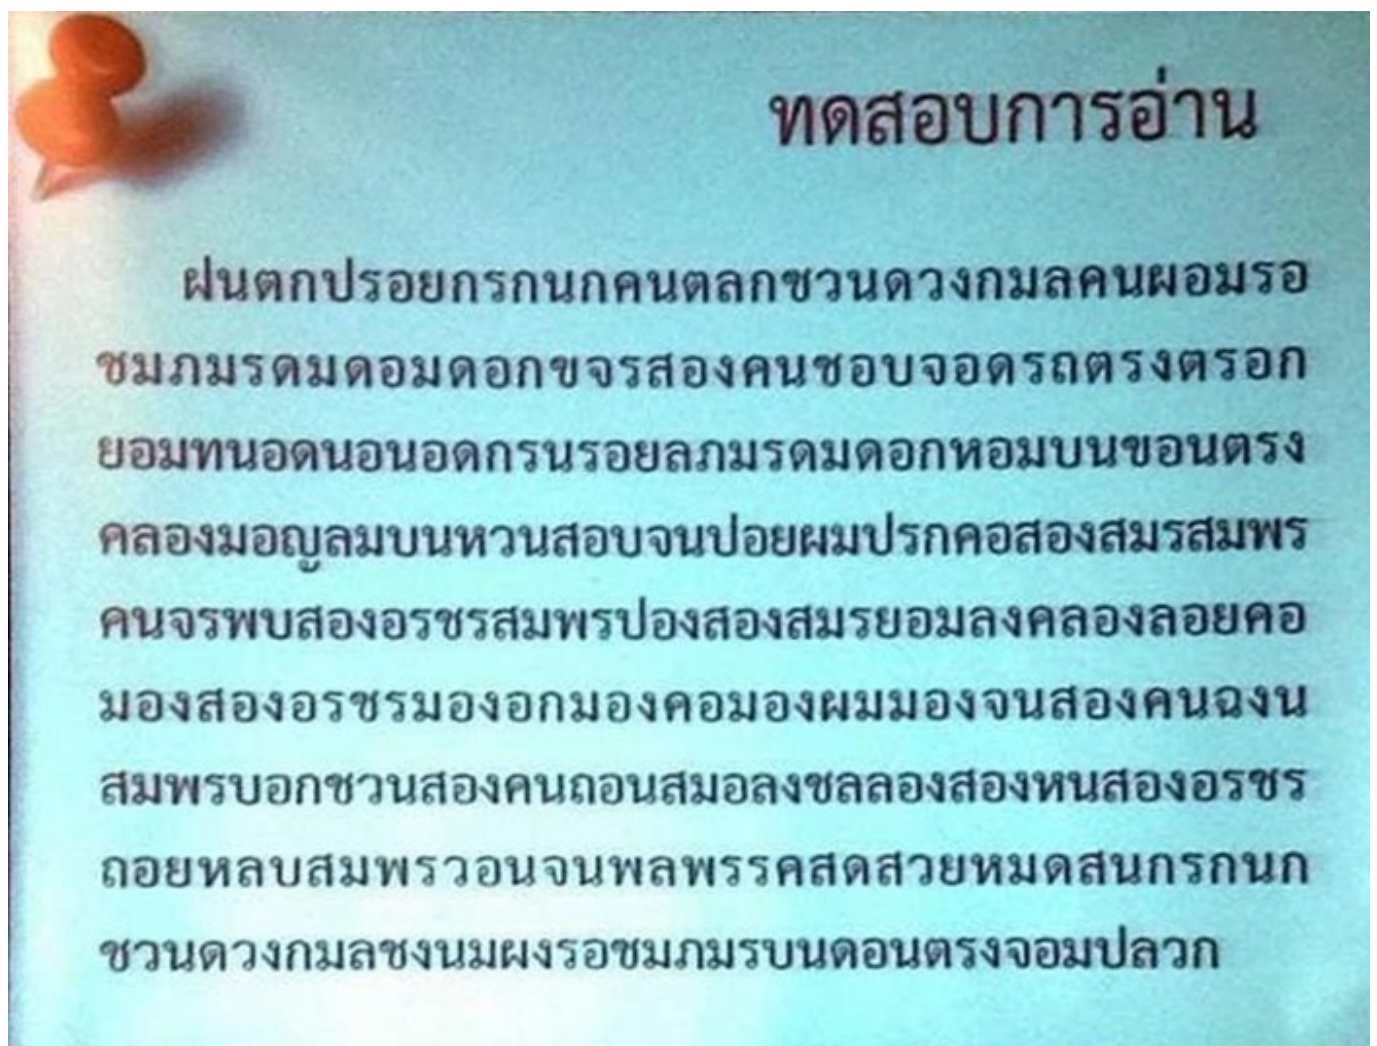 ทดสอบการอ่าน
ฝนตกปรอยกรกนกคนตลกชวนดวงกมลคนผอมรอ
ชมภมรดมดอมดอกขจรสองคนชอบจอดรถตรงตรอก
ยอมทนอดนอนอดกรนรอยลภมรดมดอกหอมบนขอนตรง
คลองมอญลมบนหวนสอบจนปอยผมปรกคอสองสมรสมพร
คนจรพบสองอรชรสมพรปองสองสมรยอมลงคลองลอยคอ
มองสองอรชรมองอกมองคอมองผมมองจนสองคนฉงน
สมพรบอกชวนสองคนถอนสมอลงชลลองสองหนสองอรชร
ถอยหลบสมพรวอนจนพลพรรคสดสวยหมดสนกรกนก
ชวนดวงกมลชงนมผงรอชมภมรบนดอนตรงจอมปลวก